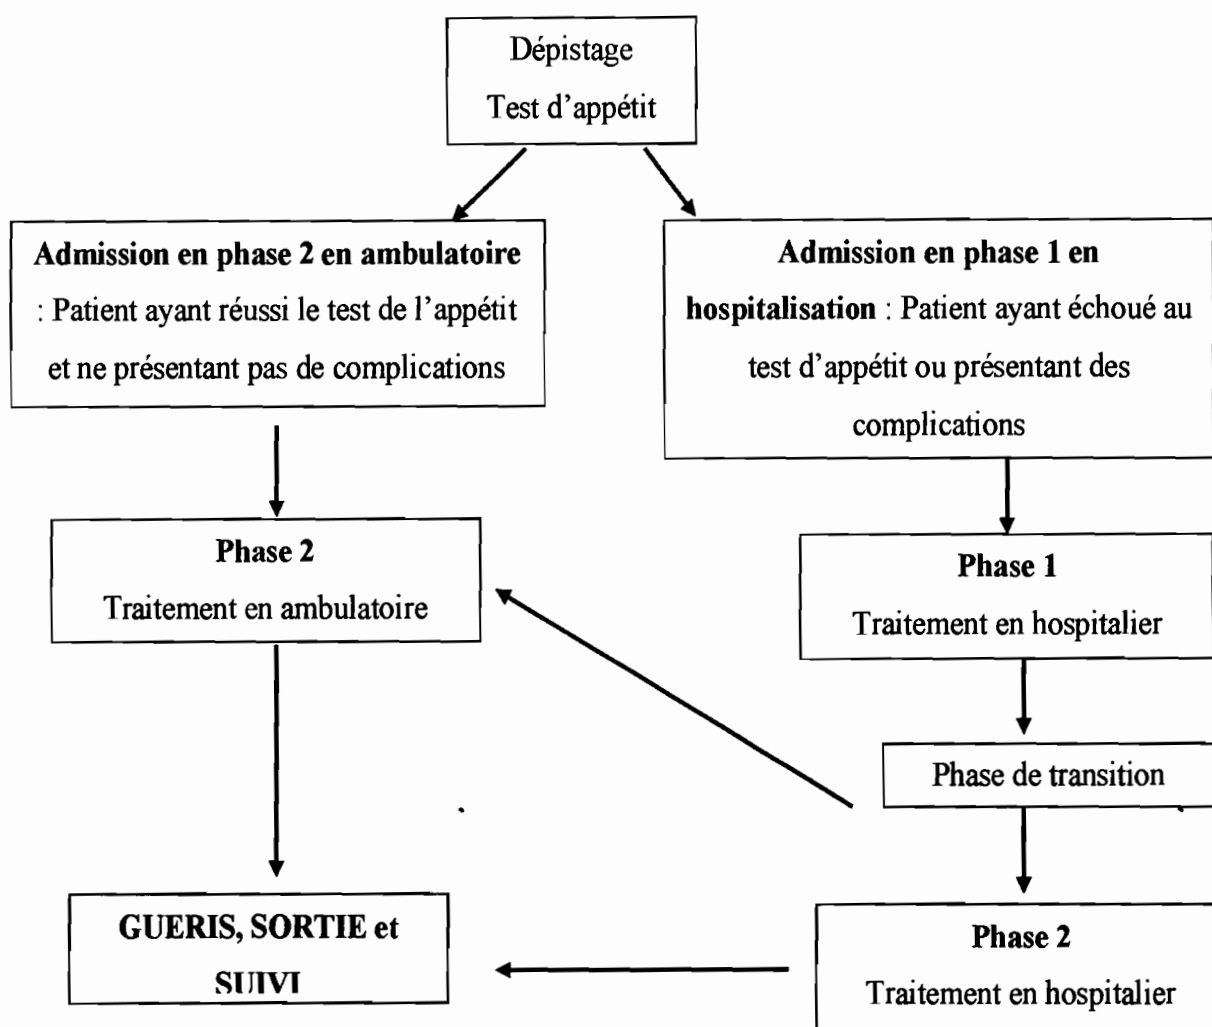 Dépistage
Test d'appétit
Admission en phase 2 en ambulatoire
: Patient ayant réussi le test de l'appétit
et ne présentant pas de complications
Admission en phase 1 en
hospitalisation : Patient ayant échoué au
test d'appétit ou présentant des
complications
Phase 2
Traitement en ambulatoire
Phase 1
Traitement en hospitalier
Phase de transition
GUERIS, SORTIE et
SUIVI
Phase 2
Traitement en hospitalier